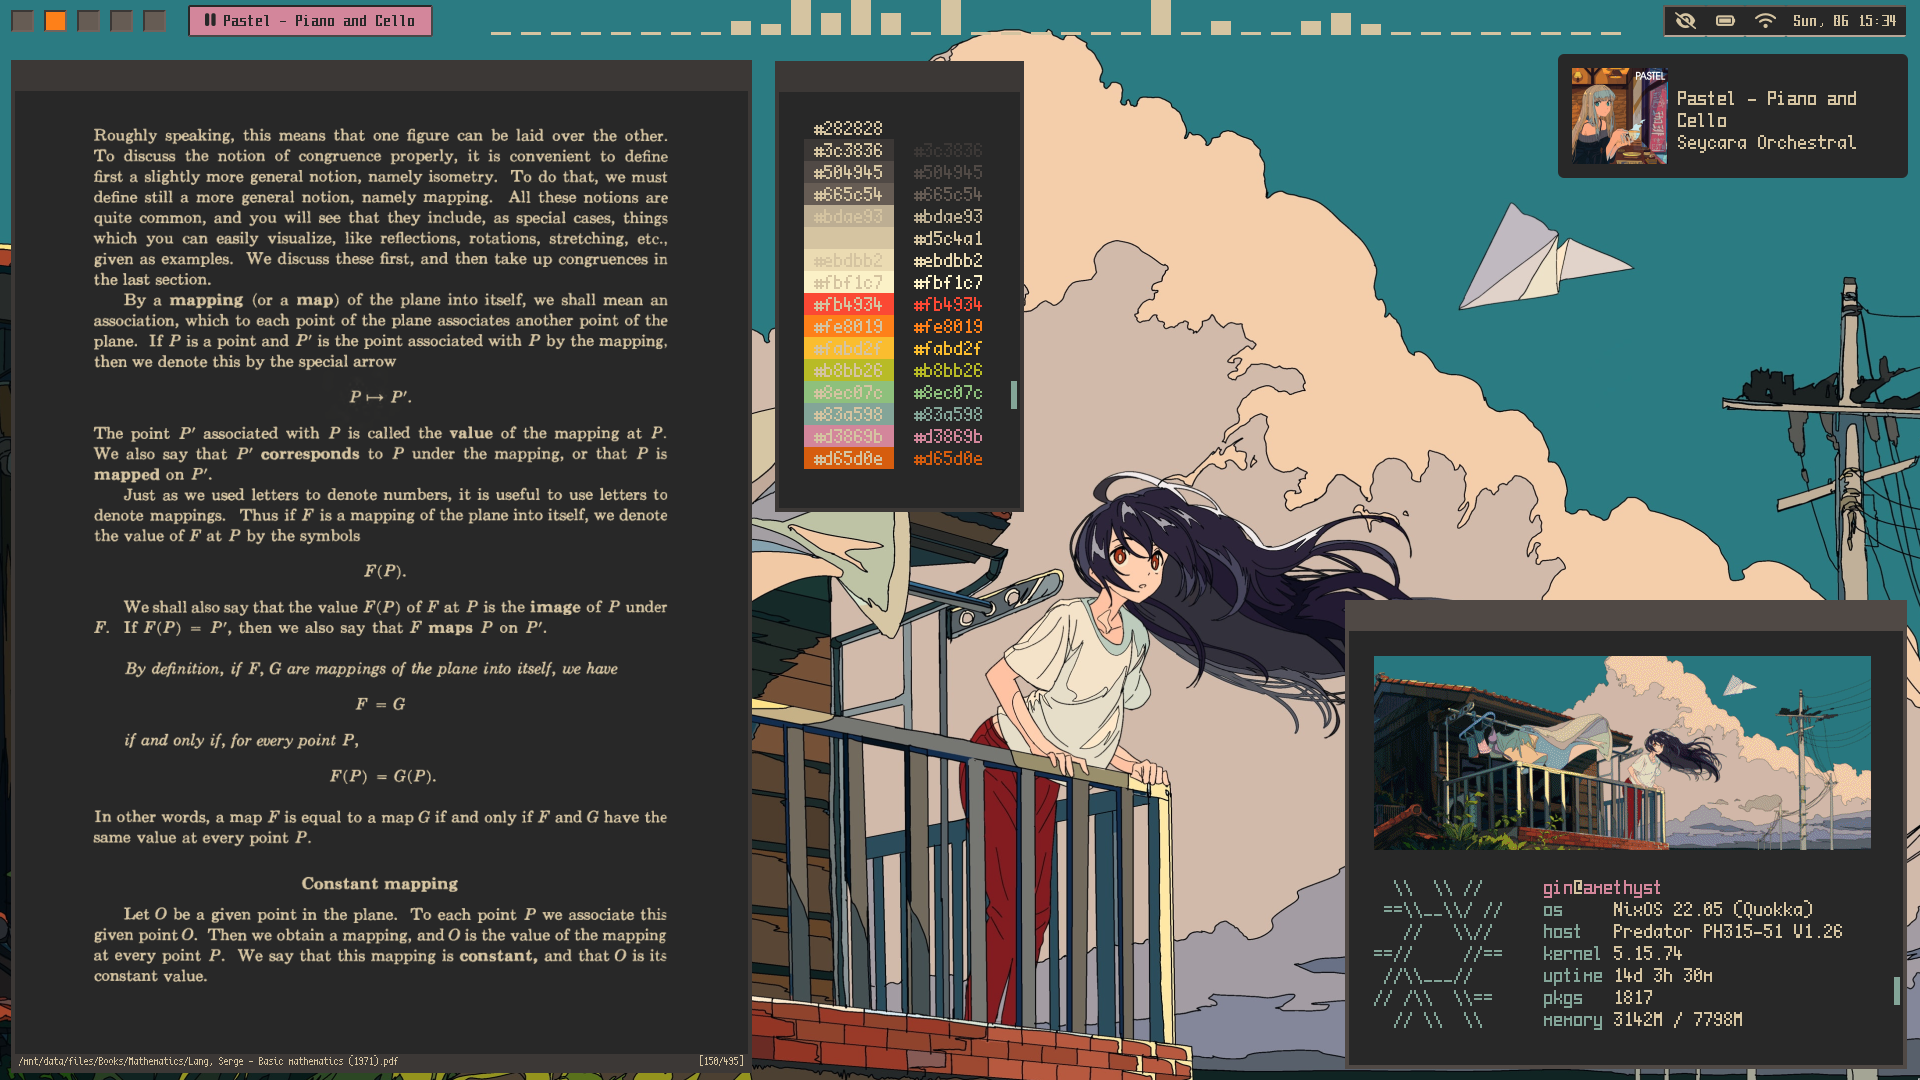 Pastel - Piano and Cello
Sun, 06 15:34
PASTEL
Pastel - Piano and
Cello
Seycara Orchestral
Roughly speaking, this means that one figure can be laid over the other.
To discuss the notion of congruence properly, it is convenient to define
first a slightly more general notion, namely isometry. To do that, we must
define still a more general notion, namely mapping. All these notions are
quite common, and you will see that they include, as special cases, things
which you can easily visualize, like reflections, rotations, stretching, etc.,
given as examples. We discuss these first, and then take up congruences in
the last section.
By a mapping (or a map) of the plane into itself, we shall mean an
association, which to each point of the plane associates another point of the
plane. If P is a point and P′ is the point associated with P by the mapping,
then we denote this by the special arrow
P ↦ P′.
The point P′ associated with P is called the value of the mapping at P.
We also say that P′ corresponds to P under the mapping, or that P is
mapped on P′.
Just as we used letters to denote numbers, it is useful to use letters to
denote mappings. Thus if F is a mapping of the plane into itself, we denote
the value of F at P by the symbols
F(P).
We shall also say that the value F(P) of F at P is the image of P under
F. If F(P) = P′, then we also say that F maps P on P′.
By definition, if F, G are mappings of the plane into itself, we have
F = G
if and only if, for every point P,
F(P) = G(P).
In other words, a map F is equal to a map G if and only if F and G have the
same value at every point P.
Constant mapping
Let O be a given point in the plane. To each point P we associate this
given point O. Then we obtain a mapping, and O is the value of the mapping
at every point P. We say that this mapping is constant, and that O is its
constant value.
/mnt/data/files/Books/Mathematics/Lang, Serge - Basic mathematics (1971).pdf [150/495]
#282828
#3c3836 #3c3836
#504945 #504945
#665c54 #665c54
#bdae93 #bdae93
#d5c4a1
#ebdbb2 #ebdbb2
#fbf1c7 #fbf1c7
#fb4934 #fb4934
#fe8019 #fe8019
#fabd2f #fabd2f
#b8bb26 #b8bb26
#8ec07c #8ec07c
#83a598 #83a598
#d3869b #d3869b
#d65d0e #d65d0e
gin@amethyst
os NixOS 22.05 (Quokka)
host Predator PH315-51 V1.26
kernel 5.15.74
uptime 14d 3h 30m
pkgs 1817
memory 3142M / 7798M